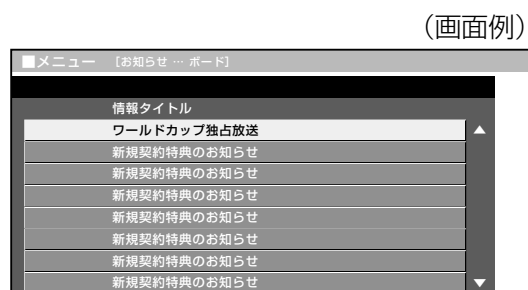 (画面例)
■メニュー [お知らせ … ボード]
情報タイトル
ワールドカップ独占放送
新規契約特典のお知らせ
新規契約特典のお知らせ
新規契約特典のお知らせ
新規契約特典のお知らせ
新規契約特典のお知らせ
新規契約特典のお知らせ
新規契約特典のお知らせ